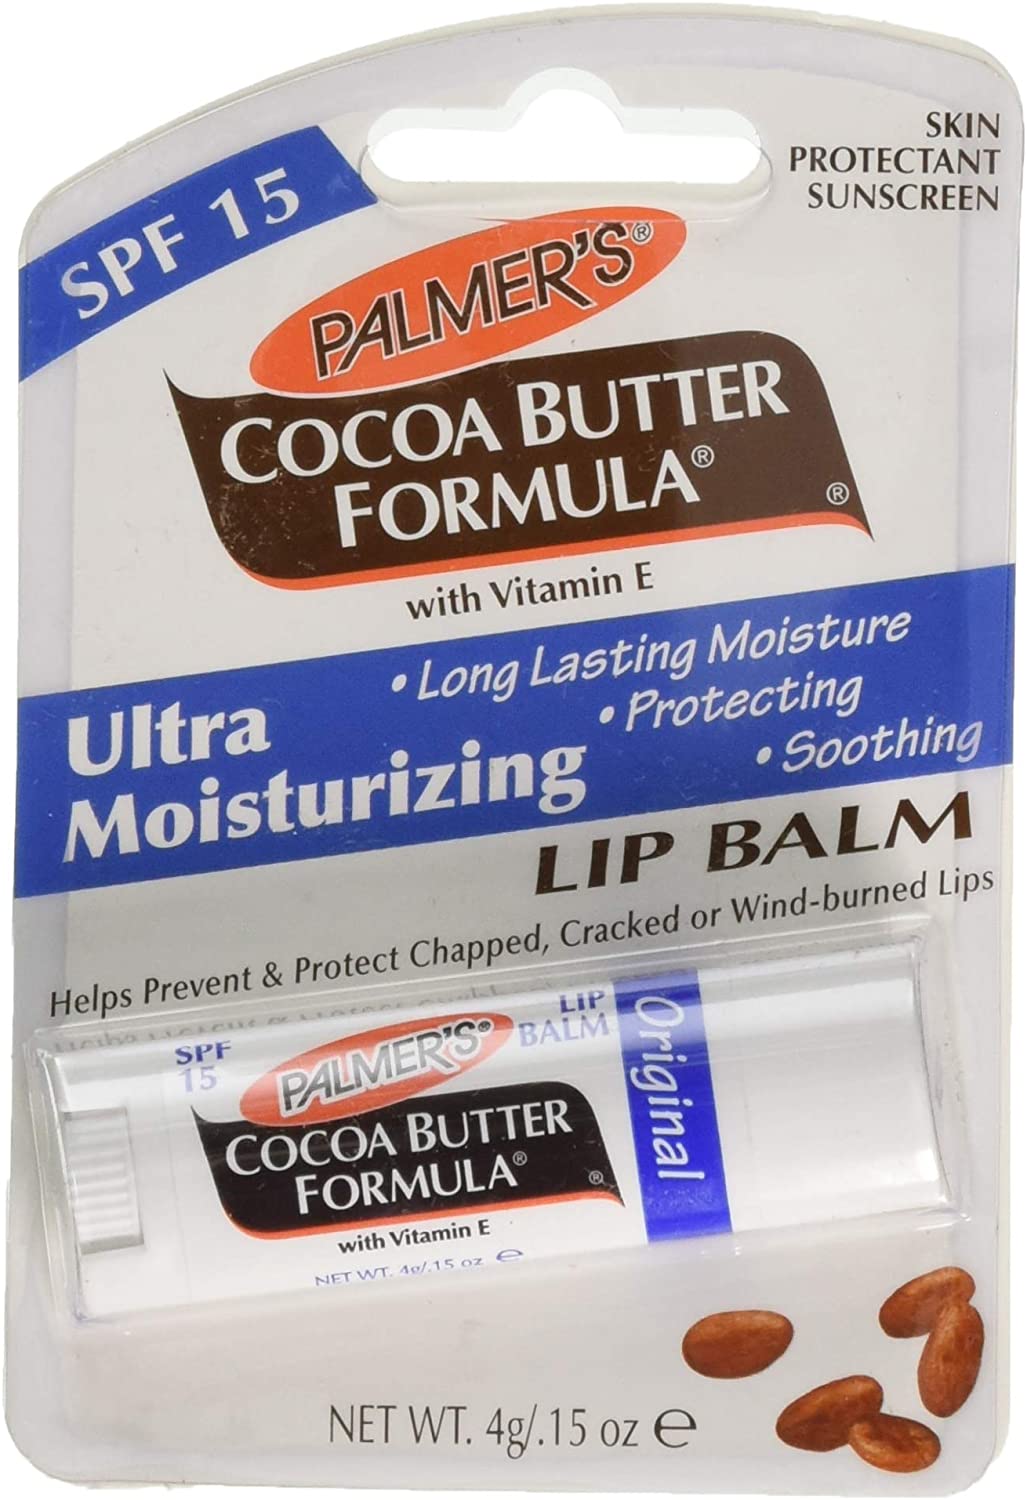 SPF 15
SKIN
PROTECTANT
SUNSCREEN
PALMER'S®
COCOA BUTTER
FORMULA®
®
with Vitamin E
Ultra
Moisturizing
• Long Lasting Moisture
• Protecting
• Soothing
LIP BALM
Helps Prevent & Protect Chapped, Cracked or Wind-burned Lips
SPF
15
PALMER'S®
LIP
BALM
COCOA BUTTER
FORMULA®
®
with Vitamin E
NET WT. 4g/.15 oz ℮
Original
NET WT. 4g/.15 oz ℮